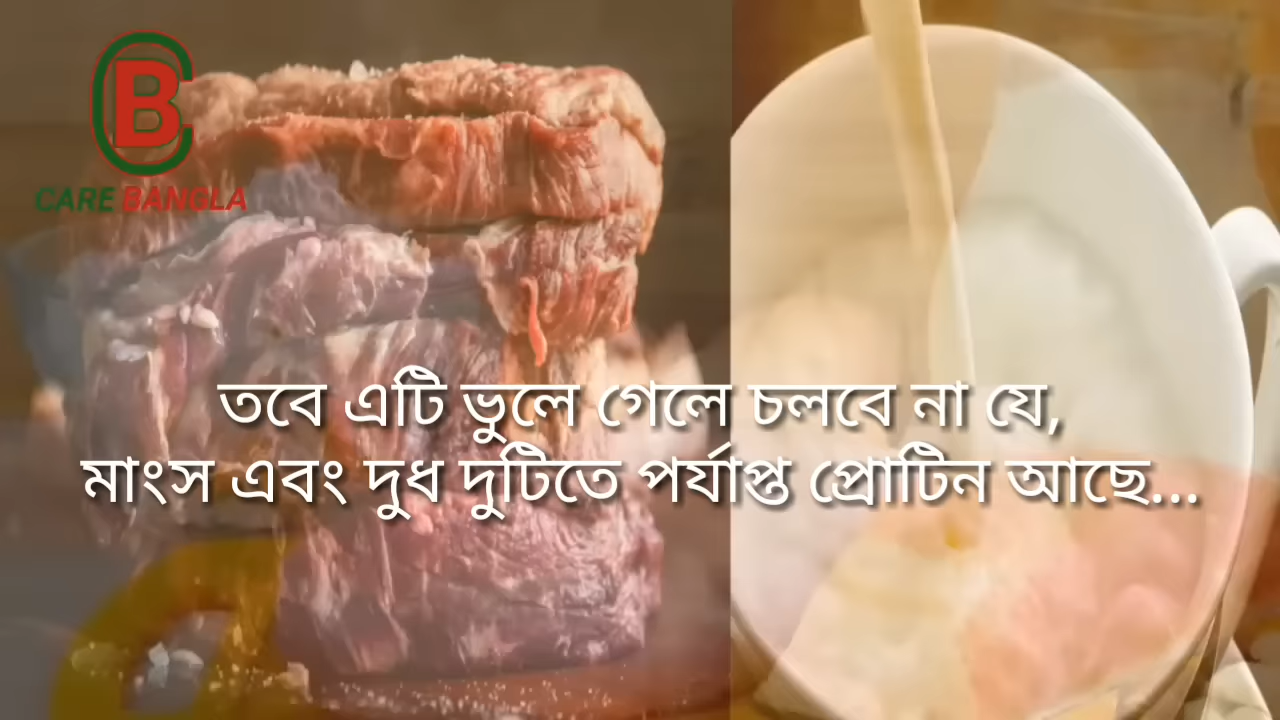 B
CARE BANGLA
তবে এটি ভুলে গেলে চলবে না যে,
মাংস এবং দুধ দুটিতে পর্যাপ্ত প্রোটিন আছে...